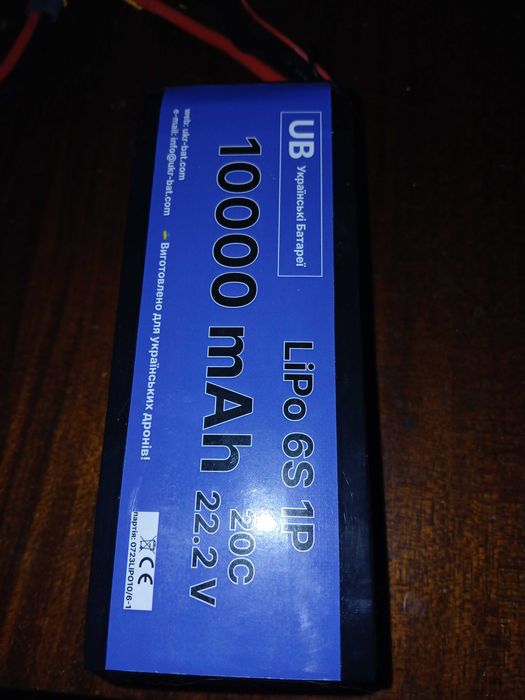 UB
Українські Батареї
LiPo 6S 1P
20C
10000 mAh 22.2 V
web: ukr-bat.com
e-mail: info@ukr-bat.com
Виготовлено для українських дронів!
CE
партія: 0723LIPO10/6-1